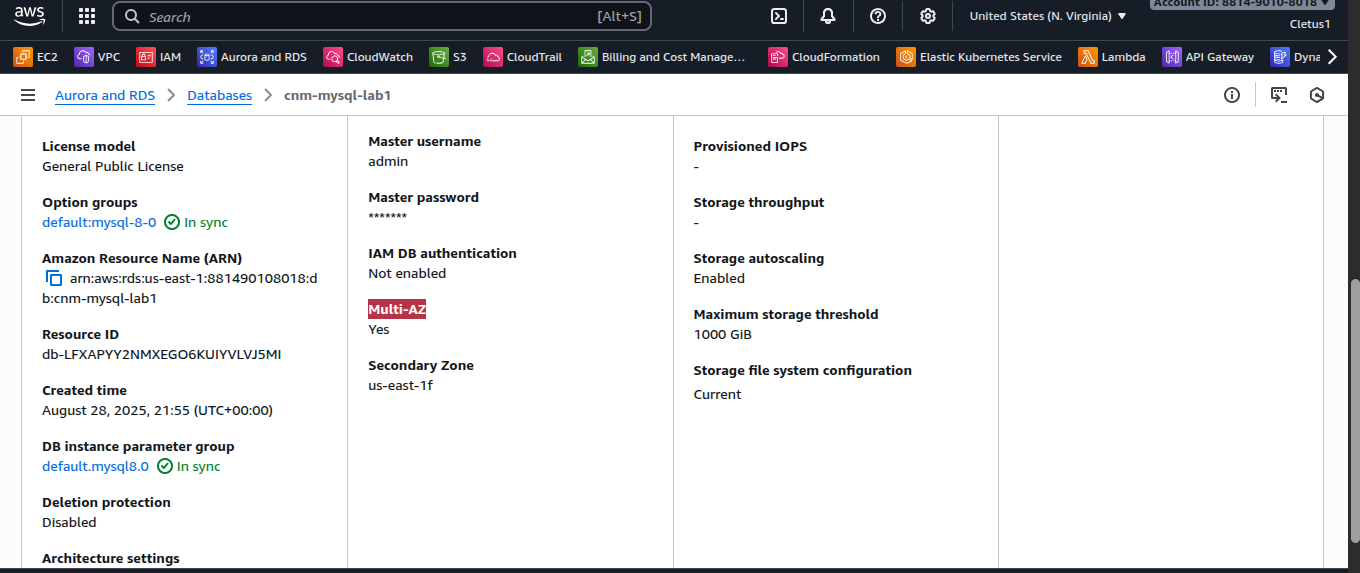 aws
Search
[Alt+S]
United States (N. Virginia)
Account ID: 8814-9010-8018
Cletus1
EC2
VPC
IAM
Aurora and RDS
CloudWatch
S3
CloudTrail
Billing and Cost Manage...
CloudFormation
Elastic Kubernetes Service
Lambda
API Gateway
Dyna
Aurora and RDS
Databases
cnm-mysql-lab1
License model
General Public License
Option groups
default:mysql-8-0 In sync
Amazon Resource Name (ARN)
arn:aws:rds:us-east-1:881490108018:d
b:cnm-mysql-lab1
Resource ID
db-LFXAPYY2NMXEGO6KUIYVLVJ5MI
Created time
August 28, 2025, 21:55 (UTC+00:00)
DB instance parameter group
default.mysql8.0 In sync
Deletion protection
Disabled
Architecture settings
Master username
admin
Master password
*******
IAM DB authentication
Not enabled
Multi-AZ
Yes
Secondary Zone
us-east-1f
Provisioned IOPS
-
Storage throughput
-
Storage autoscaling
Enabled
Maximum storage threshold
1000 GiB
Storage file system configuration
Current